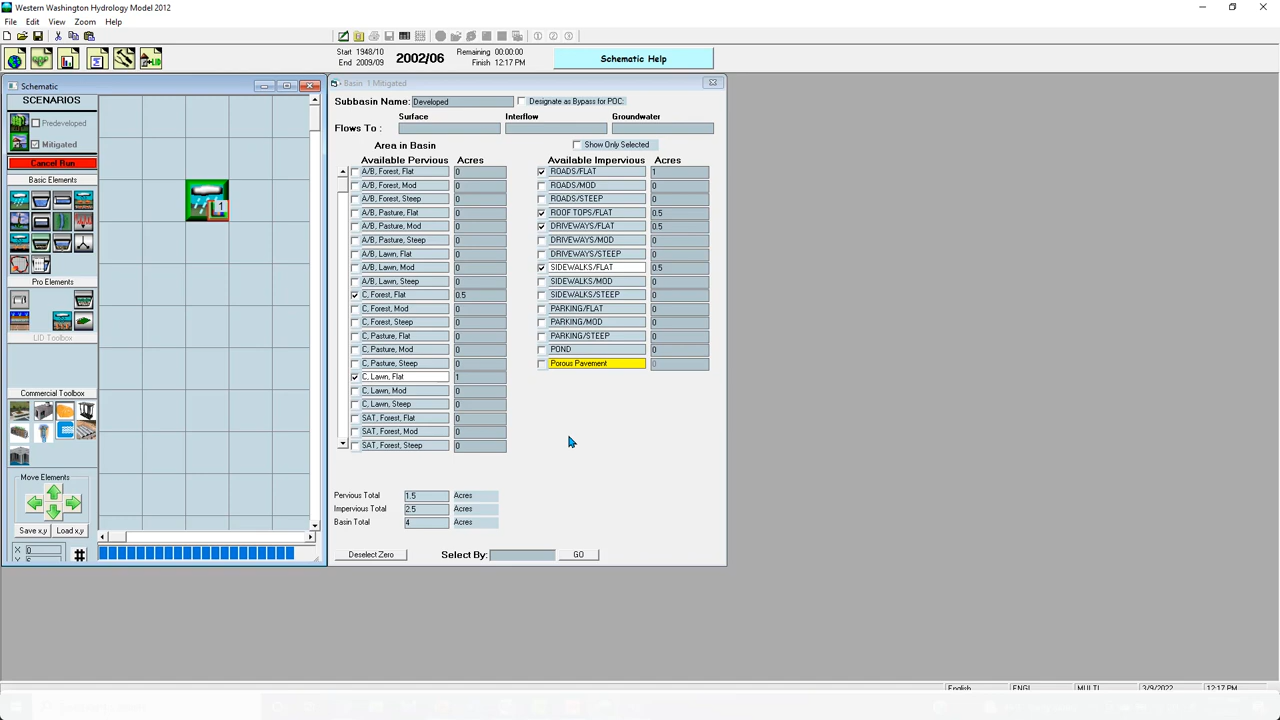 Western Washington Hydrology Model 2012
File Edit View Zoom Help
Start 1948/10
End 2009/09
2002/06
Remaining 00:00:00
Finish 12:17 PM
Schematic Help
Schematic
SCENARIOS
Predeveloped
Mitigated
Cancel Run
Basic Elements
Pro Elements
LID Toolbox
Commercial Toolbox
Move Elements
Save x,y Load x,y
X 0
Y 6
#
1
Basin 1 Mitigated
Subbasin Name: Developed Designate as Bypass for POC:
Surface Interflow Groundwater
Flows To :
Area in Basin Show Only Selected
Available Pervious Acres Available Impervious Acres
A/B, Forest, Flat 0 ROADS/FLAT 1
A/B, Forest, Mod 0 ROADS/MOD 0
A/B, Forest, Steep 0 ROADS/STEEP 0
A/B, Pasture, Flat 0 ROOF TOPS/FLAT 0.5
A/B, Pasture, Mod 0 DRIVEWAYS/FLAT 0.5
A/B, Pasture, Steep 0 DRIVEWAYS/MOD 0
A/B, Lawn, Flat 0 DRIVEWAYS/STEEP 0
A/B, Lawn, Mod 0 SIDEWALKS/FLAT 0.5
A/B, Lawn, Steep 0 SIDEWALKS/MOD 0
C, Forest, Flat 0.5 SIDEWALKS/STEEP 0
C, Forest, Mod 0 PARKING/FLAT 0
C, Forest, Steep 0 PARKING/MOD 0
C, Pasture, Flat 0 PARKING/STEEP 0
C, Pasture, Mod 0 POND 0
C, Pasture, Steep 0 Porous Pavement 0
C, Lawn, Flat 1
C, Lawn, Mod 0
C, Lawn, Steep 0
SAT, Forest, Flat 0
SAT, Forest, Mod 0
SAT, Forest, Steep 0
Pervious Total 1.5 Acres
Impervious Total 2.5 Acres
Basin Total 4 Acres
Deselect Zero Select By: GO
English ENGL MULTI 3/9/2022 12:17 PM